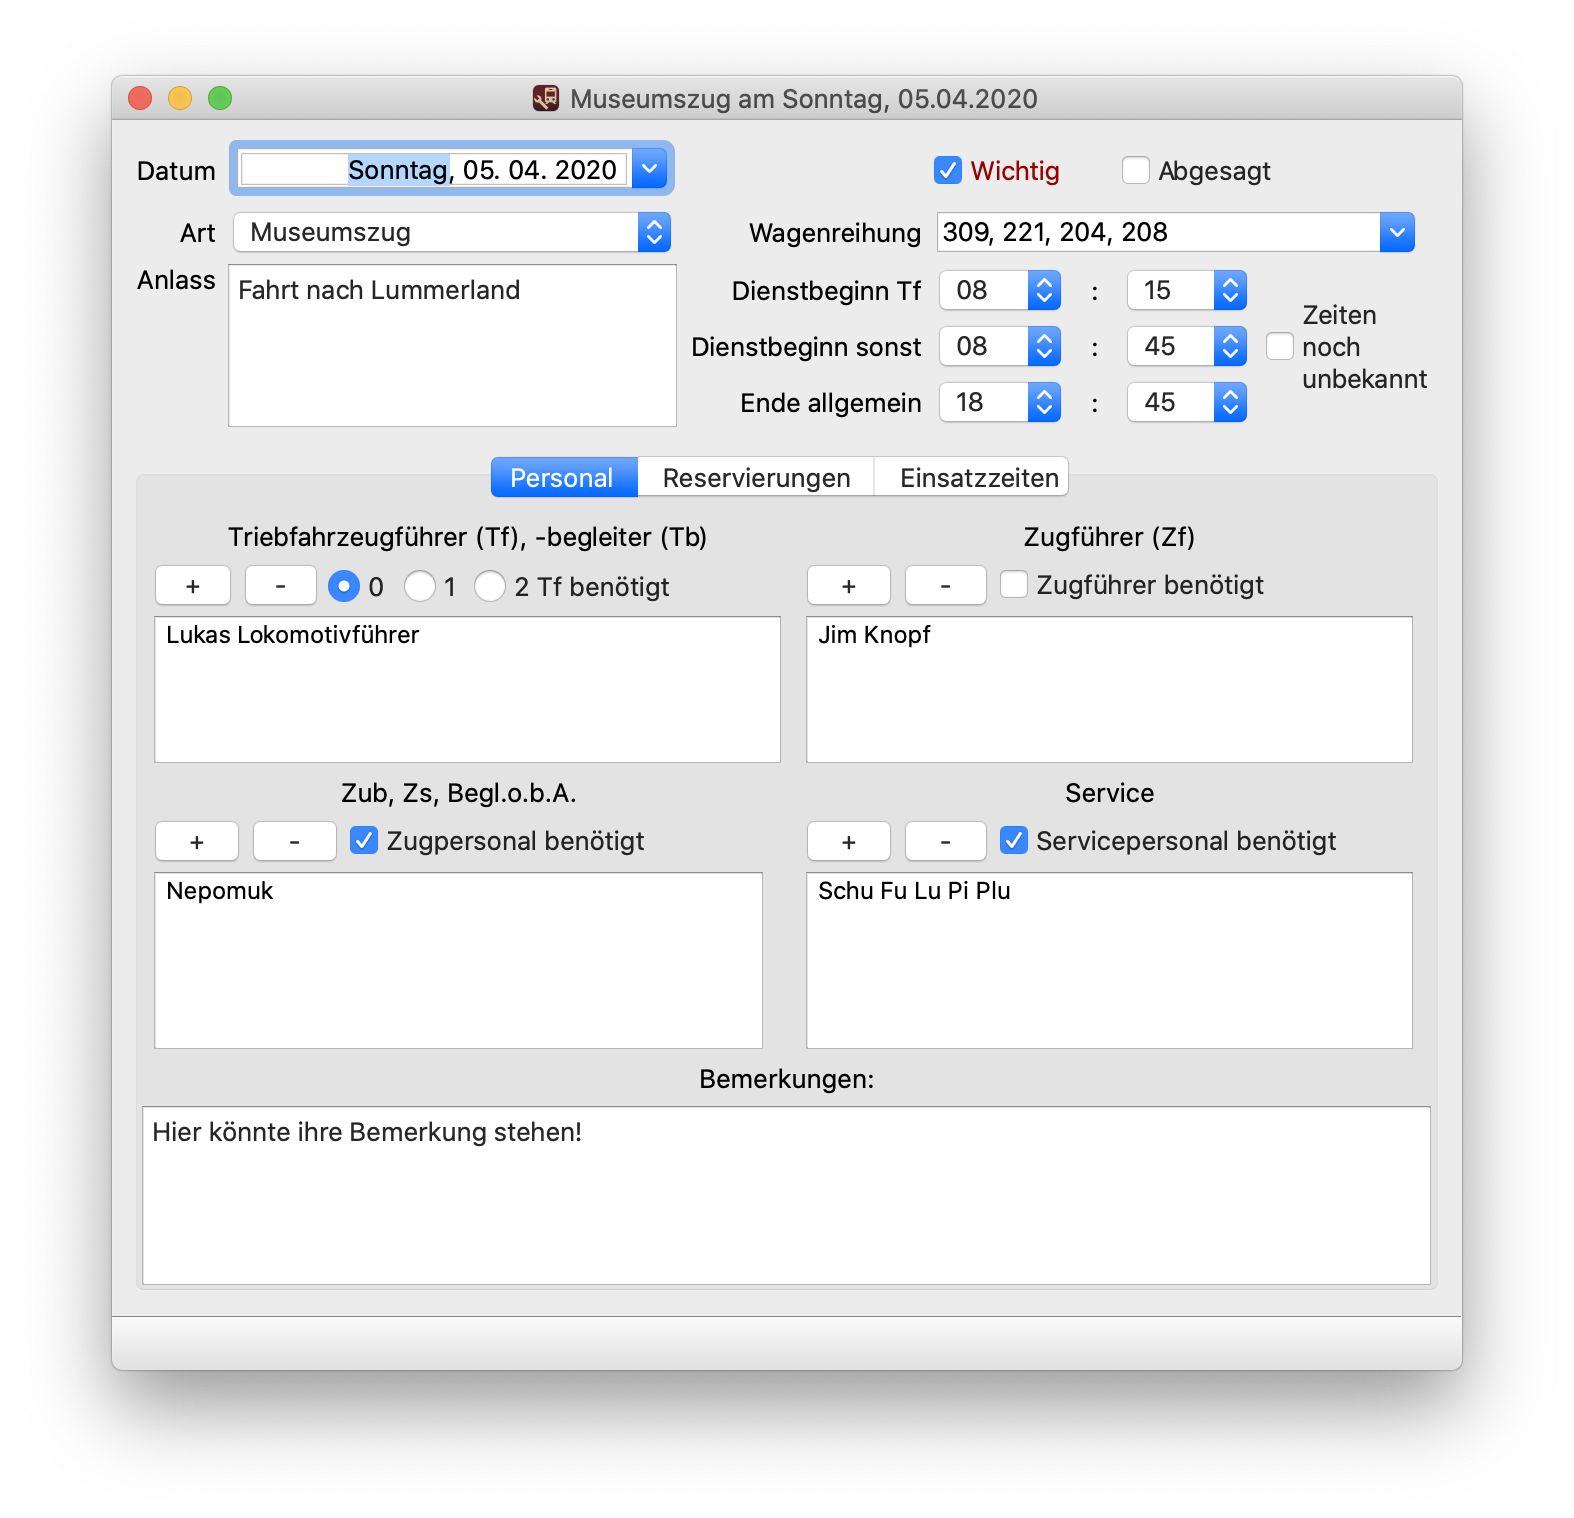 Museumszug am Sonntag, 05.04.2020
Datum Sonntag, 05. 04. 2020 Wichtig Abgesagt
Art Museumszug Wagenreihung 309, 221, 204, 208
Anlass Fahrt nach Lummerland
Dienstbeginn Tf 08 : 15
Dienstbeginn sonst 08 : 45
Ende allgemein 18 : 45
Zeiten
noch
unbekannt
Personal Reservierungen Einsatzzeiten
Triebfahrzeugführer (Tf), -begleiter (Tb)
+ - 0 1 2 Tf benötigt
Lukas Lokomotivführer
Zugführer (Zf)
+ - Zugführer benötigt
Jim Knopf
Zub, Zs, Begl.o.b.A.
+ - Zugpersonal benötigt
Nepomuk
Service
+ - Servicepersonal benötigt
Schu Fu Lu Pi Plu
Bemerkungen:
Hier könnte ihre Bemerkung stehen!